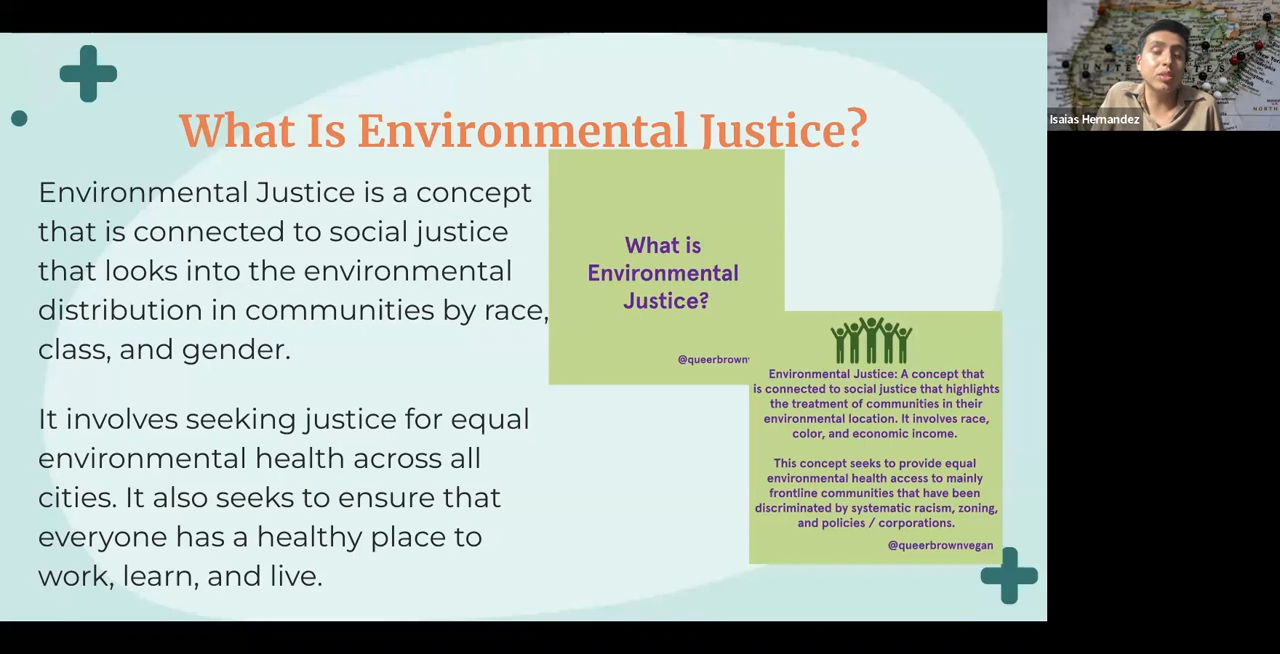 What Is Environmental Justice?
Environmental Justice is a concept
that is connected to social justice
that looks into the environmental
distribution in communities by race,
class, and gender.
It involves seeking justice for equal
environmental health across all
cities. It also seeks to ensure that
everyone has a healthy place to
work, learn, and live.
What is
Environmental
Justice?
@queerbrown
Environmental Justice: A concept that
is connected to social justice that highlights
the treatment of communities in their
environmental location. It involves race,
color, and economic income.
This concept seeks to provide equal
environmental health access to mainly
frontline communities that have been
discriminated by systematic racism, zoning,
and policies / corporations.
@queerbrownvegan
UNITED STATES
Isaias Hernandez